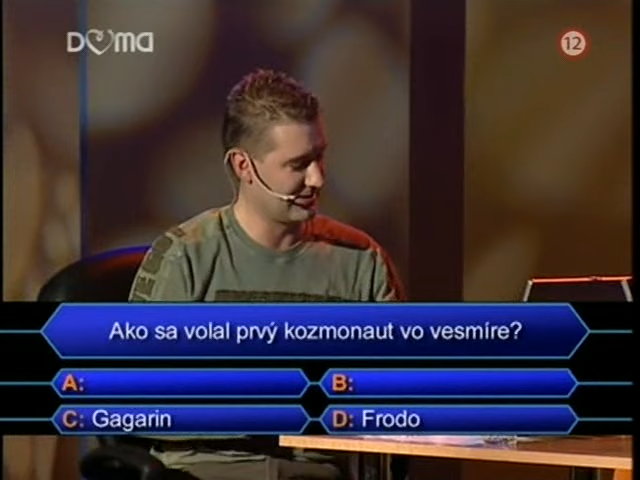 DOMA
12
Ako sa volal prvý kozmonaut vo vesmíre?
A:
B:
C: Gagarin
D: Frodo